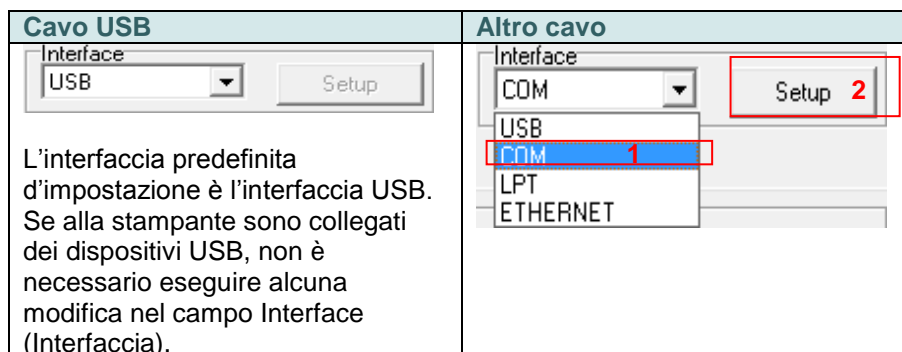 Cavo USB
Interface
USB
Setup
L'interfaccia predefinita
d'impostazione è l'interfaccia USB.
Se alla stampante sono collegati
dei dispositivi USB, non è
necessario eseguire alcuna
modifica nel campo Interface
(Interfaccia).
Altro cavo
Interface
COM
Setup 2
USB
COM 1
LPT
ETHERNET